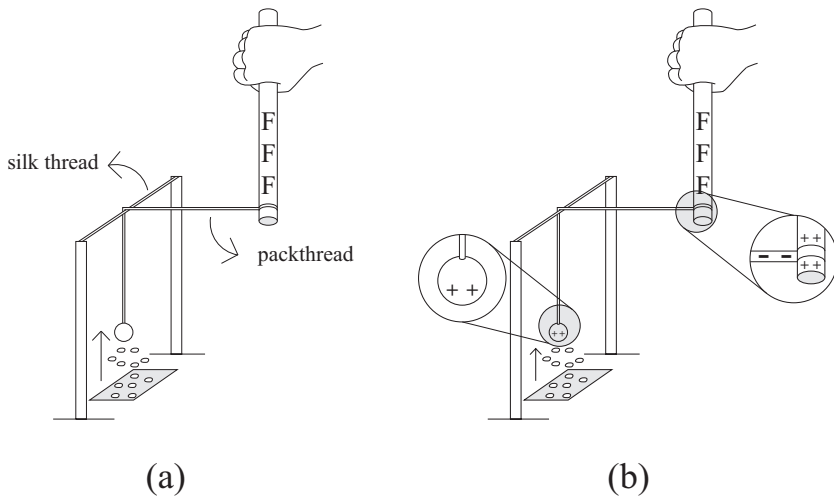 F
F
F
silk thread
packthread
(a)
F
F
F
+ +
- -
+ +
+ +
++
(b)